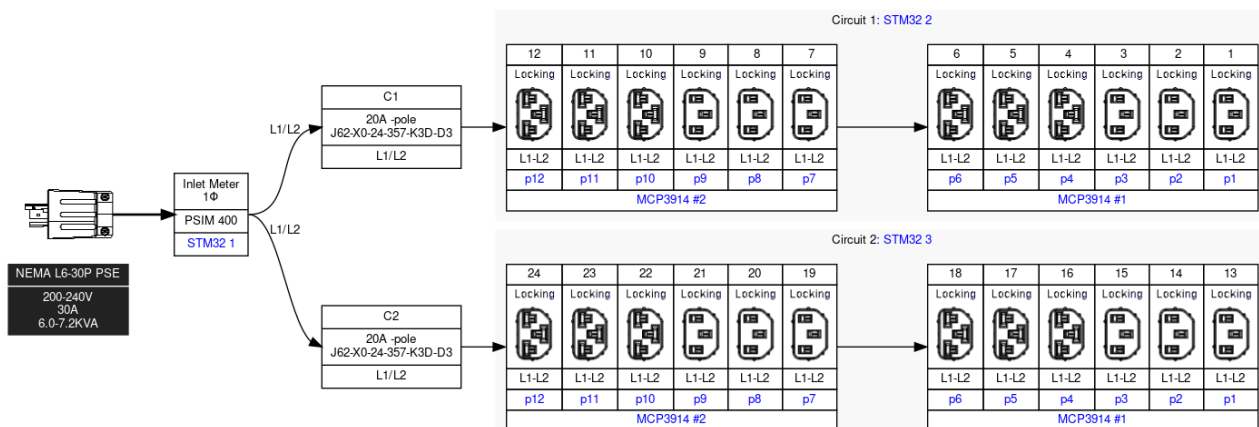 Circuit 1: STM32 2
12 11 10 9 8 7
Locking Locking Locking Locking Locking Locking
L1-L2 L1-L2 L1-L2 L1-L2 L1-L2 L1-L2
p12 p11 p10 p9 p8 p7
MCP3914 #2
6 5 4 3 2 1
Locking Locking Locking Locking Locking Locking
L1-L2 L1-L2 L1-L2 L1-L2 L1-L2 L1-L2
p6 p5 p4 p3 p2 p1
MCP3914 #1
C1
20A -pole
J62-X0-24-357-K3D-D3
L1/L2
L1/L2
Inlet Meter
1Φ
PSIM 400
STM32 1
L1/L2
NEMA L6-30P PSE
200-240V
30A
6.0-7.2KVA
Circuit 2: STM32 3
C2
20A -pole
J62-X0-24-357-K3D-D3
L1/L2
24 23 22 21 20 19
Locking Locking Locking Locking Locking Locking
L1-L2 L1-L2 L1-L2 L1-L2 L1-L2 L1-L2
p12 p11 p10 p9 p8 p7
MCP3914 #2
18 17 16 15 14 13
Locking Locking Locking Locking Locking Locking
L1-L2 L1-L2 L1-L2 L1-L2 L1-L2 L1-L2
p6 p5 p4 p3 p2 p1
MCP3914 #1